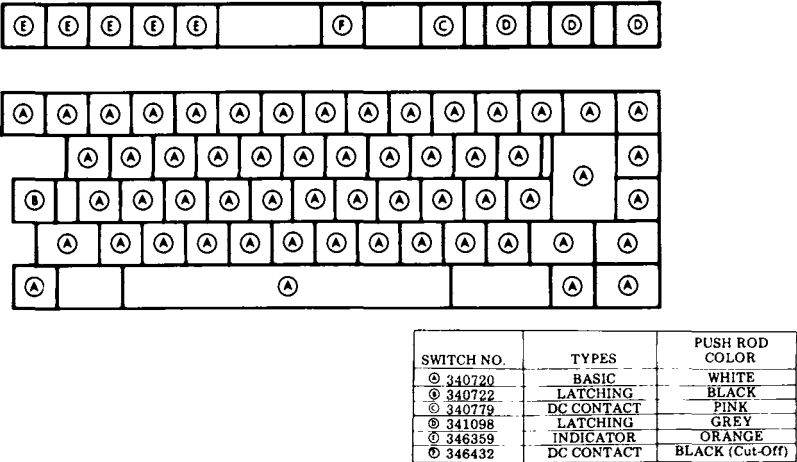 Ⓔ Ⓔ Ⓔ Ⓔ Ⓔ Ⓕ Ⓒ Ⓓ Ⓓ Ⓓ
Ⓐ Ⓐ Ⓐ Ⓐ Ⓐ Ⓐ Ⓐ Ⓐ Ⓐ Ⓐ Ⓐ Ⓐ Ⓐ Ⓐ Ⓐ
Ⓐ Ⓐ Ⓐ Ⓐ Ⓐ Ⓐ Ⓐ Ⓐ Ⓐ Ⓐ Ⓐ Ⓐ Ⓐ
Ⓑ Ⓐ Ⓐ Ⓐ Ⓐ Ⓐ Ⓐ Ⓐ Ⓐ Ⓐ Ⓐ Ⓐ Ⓐ
Ⓐ Ⓐ Ⓐ Ⓐ Ⓐ Ⓐ Ⓐ Ⓐ Ⓐ Ⓐ Ⓐ Ⓐ Ⓐ
Ⓐ Ⓐ Ⓐ Ⓐ
SWITCH NO. TYPES PUSH ROD COLOR
Ⓐ 340720 BASIC WHITE
Ⓑ 340722 LATCHING BLACK
Ⓒ 340779 DC CONTACT PINK
Ⓓ 341098 LATCHING GREY
Ⓔ 346359 INDICATOR ORANGE
Ⓕ 346432 DC CONTACT BLACK (Cut-Off)